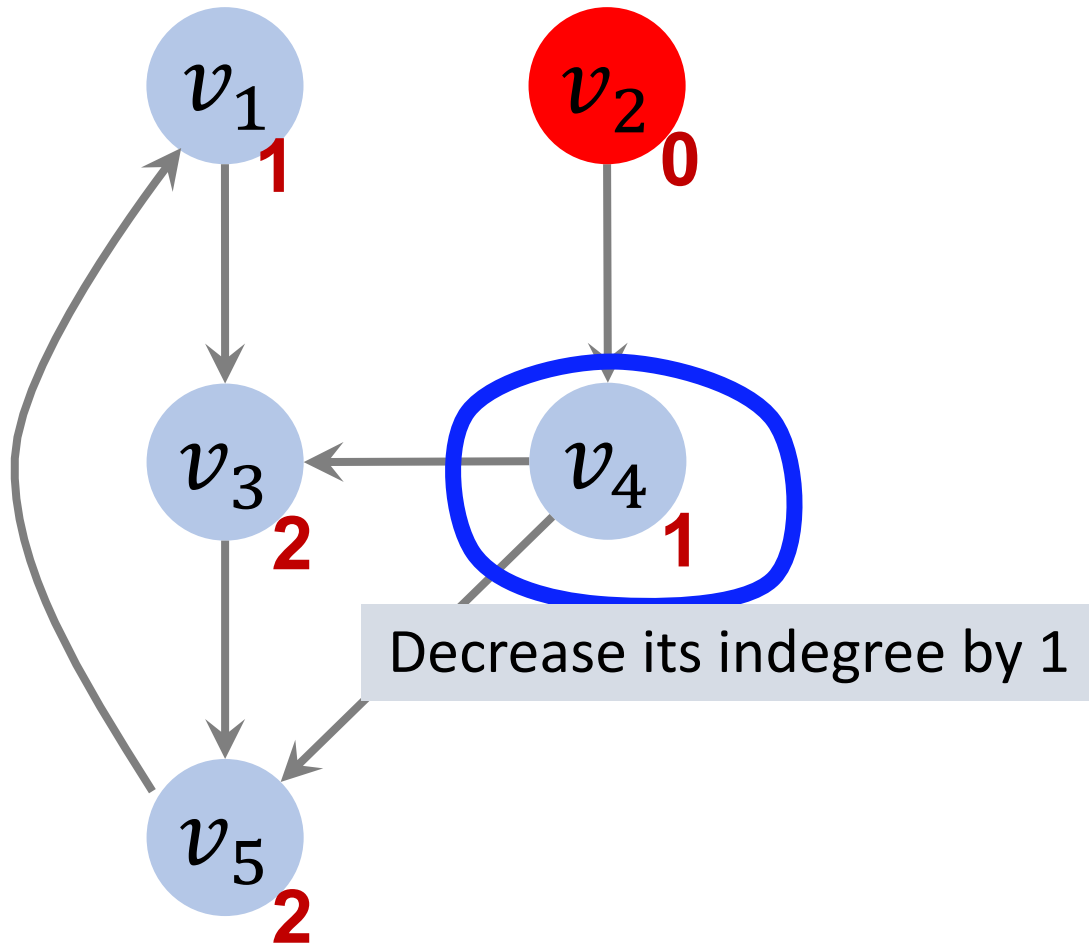 v₁ 1
v₂ 0
v₃ 2
v₄ 1
Decrease its indegree by 1
v₅ 2